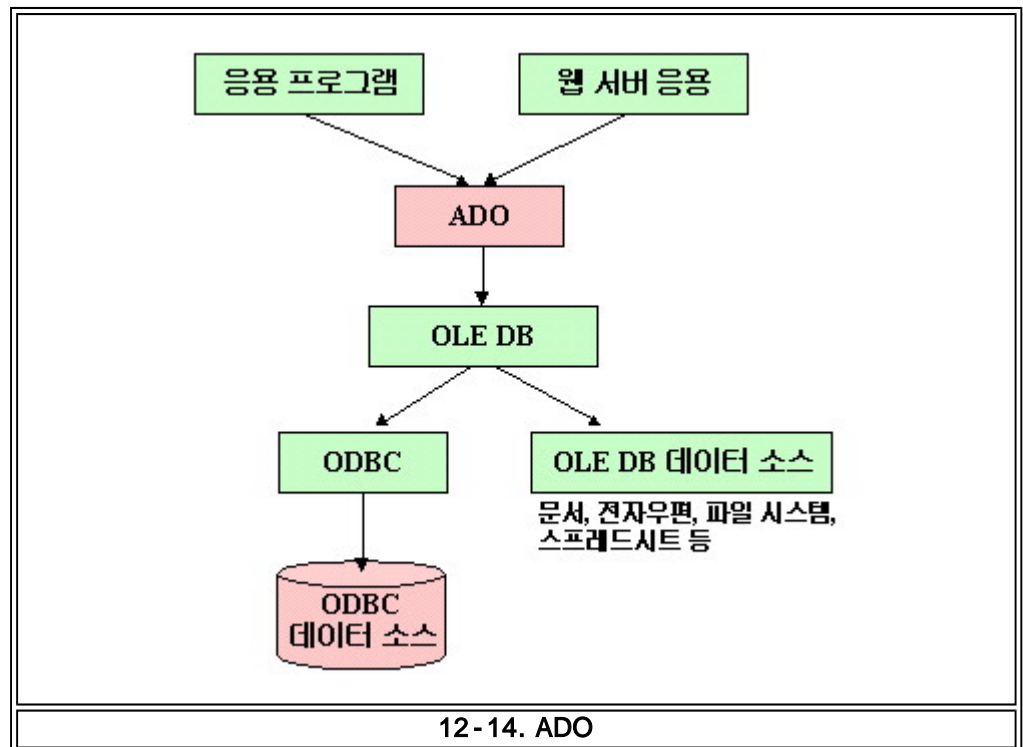 응용 프로그램
웹 서버 응용
ADO
OLE DB
ODBC
OLE DB 데이터 소스
문서, 전자우편, 파일 시스템,
스프레드시트 등
ODBC
데이터 소스
12-14. ADO